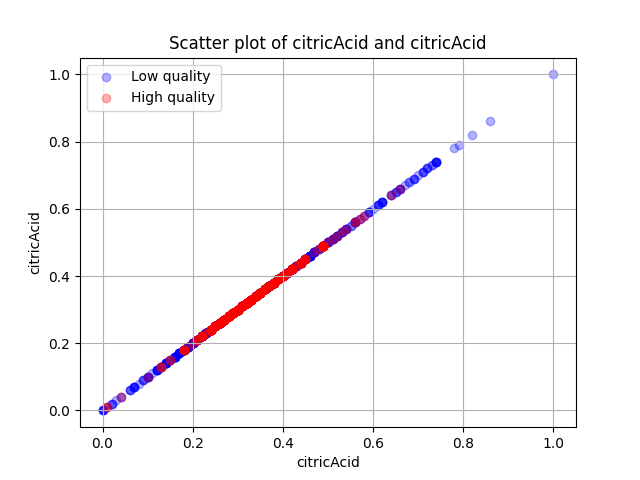 Scatter plot of citricAcid and citricAcid
Low quality
High quality
1.0
0.8
0.6
0.4
0.2
0.0
citricAcid
0.0 0.2 0.4 0.6 0.8 1.0
citricAcid